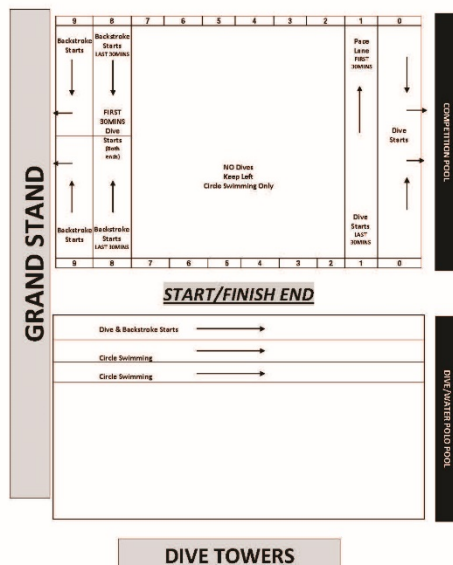 9 8 7 6 5 4 3 2 1 0
Backstroke
Starts
Backstroke
Starts
LAST 30MINS
Pace
Lane
FIRST
30MINS
FIRST
30MINS
Dive
Starts
(Both
ends)
Dive
Starts
NO Dives
Keep Left
Circle Swimming Only
Backstroke
Starts
Backstroke
Starts
LAST 30MINS
Dive
Starts
LAST
30MINS
9 8 7 6 5 4 3 2 1 0
COMPETITION POOL
GRAND STAND
START/FINISH END
Dive & Backstroke Starts
Circle Swimming
Circle Swimming
DIVE/WATER POLO POOL
DIVE TOWERS